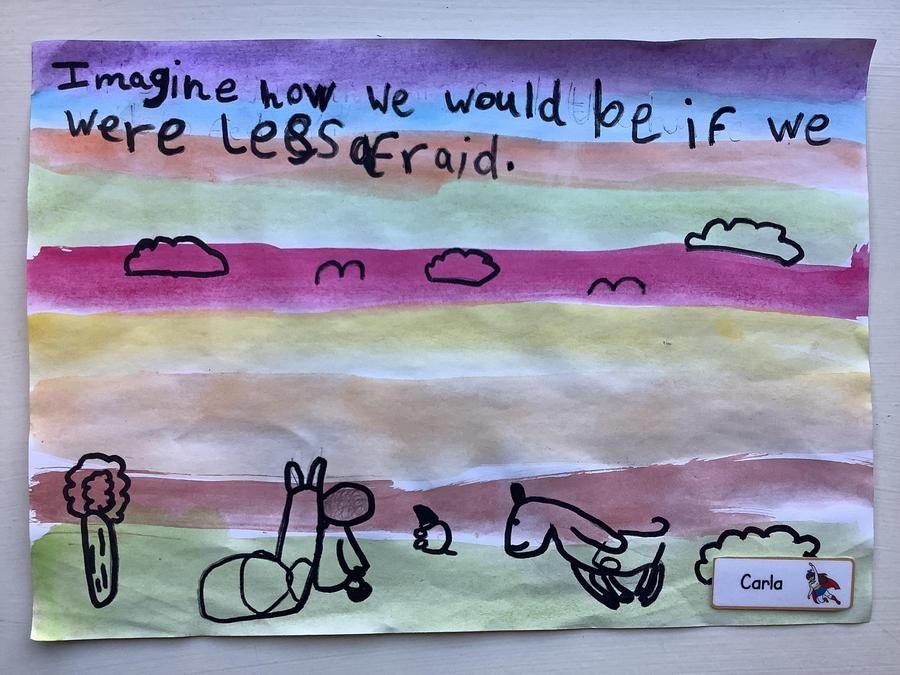 Imagine how we would be if we
were less afraid.
Carla